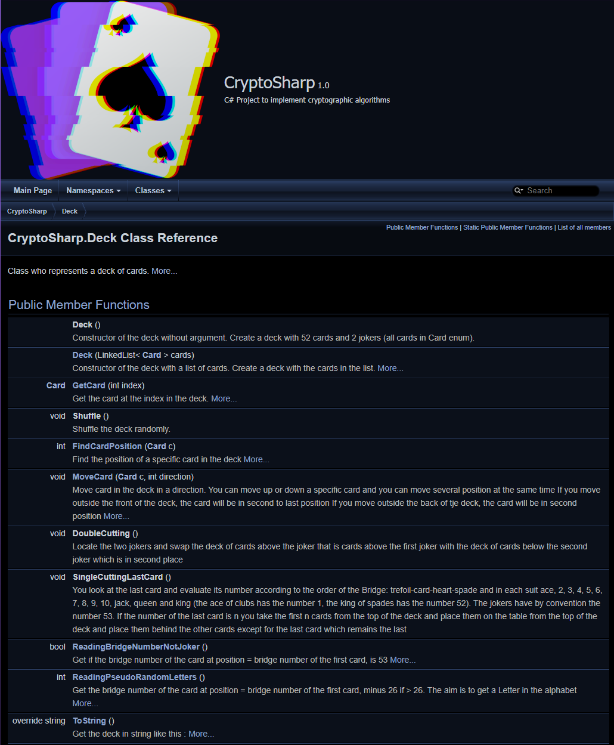 CryptoSharp 1.0
C# Project to implement cryptographic algorithms
Main Page Namespaces Classes Search
CryptoSharp Deck
Public Member Functions | Static Public Member Functions | List of all members
CryptoSharp.Deck Class Reference
Class who represents a deck of cards. More...
Public Member Functions
Deck ()
Constructor of the deck without argument. Create a deck with 52 cards and 2 jokers (all cards in Card enum).
Deck (LinkedList< Card > cards)
Constructor of the deck with a list of cards. Create a deck with the cards in the list. More...
Card GetCard (int index)
Get the card at the index in the deck. More...
void Shuffle ()
Shuffle the deck randomly.
int FindCardPosition (Card c)
Find the position of a specific card in the deck More...
void MoveCard (Card c, int direction)
Move card in the deck in a direction. You can move up or down a specific card and you can move several position at the same time If you move
outside the front of the deck, the card will be in second to last position If you move outside the back of tje deck, the card will be in second
position More...
void DoubleCutting ()
Locate the two jokers and swap the deck of cards above the joker that is cards above the first joker with the deck of cards below the second
joker which is in second place
void SingleCuttingLastCard ()
You look at the last card and evaluate its number according to the order of the Bridge: trefoil-card-heart-spade and in each suit ace, 2, 3, 4, 5, 6,
7, 8, 9, 10, jack, queen and king (the ace of clubs has the number 1, the king of spades has the number 52). The jokers have by convention the
number 53. If the number of the last card is n you take the first n cards from the top of the deck and place them on the table from the top of the
deck and place them behind the other cards except for the last card which remains the last
bool ReadingBridgeNumberNotJoker ()
Get if the bridge number of the card at position = bridge number of the first card, is 53 More...
int ReadingPseudoRandomLetters ()
Get the bridge number of the card at position = bridge number of the first card, minus 26 if > 26. The aim is to get a Letter in the alphabet
More...
override string ToString ()
Get the deck in string like this : More...